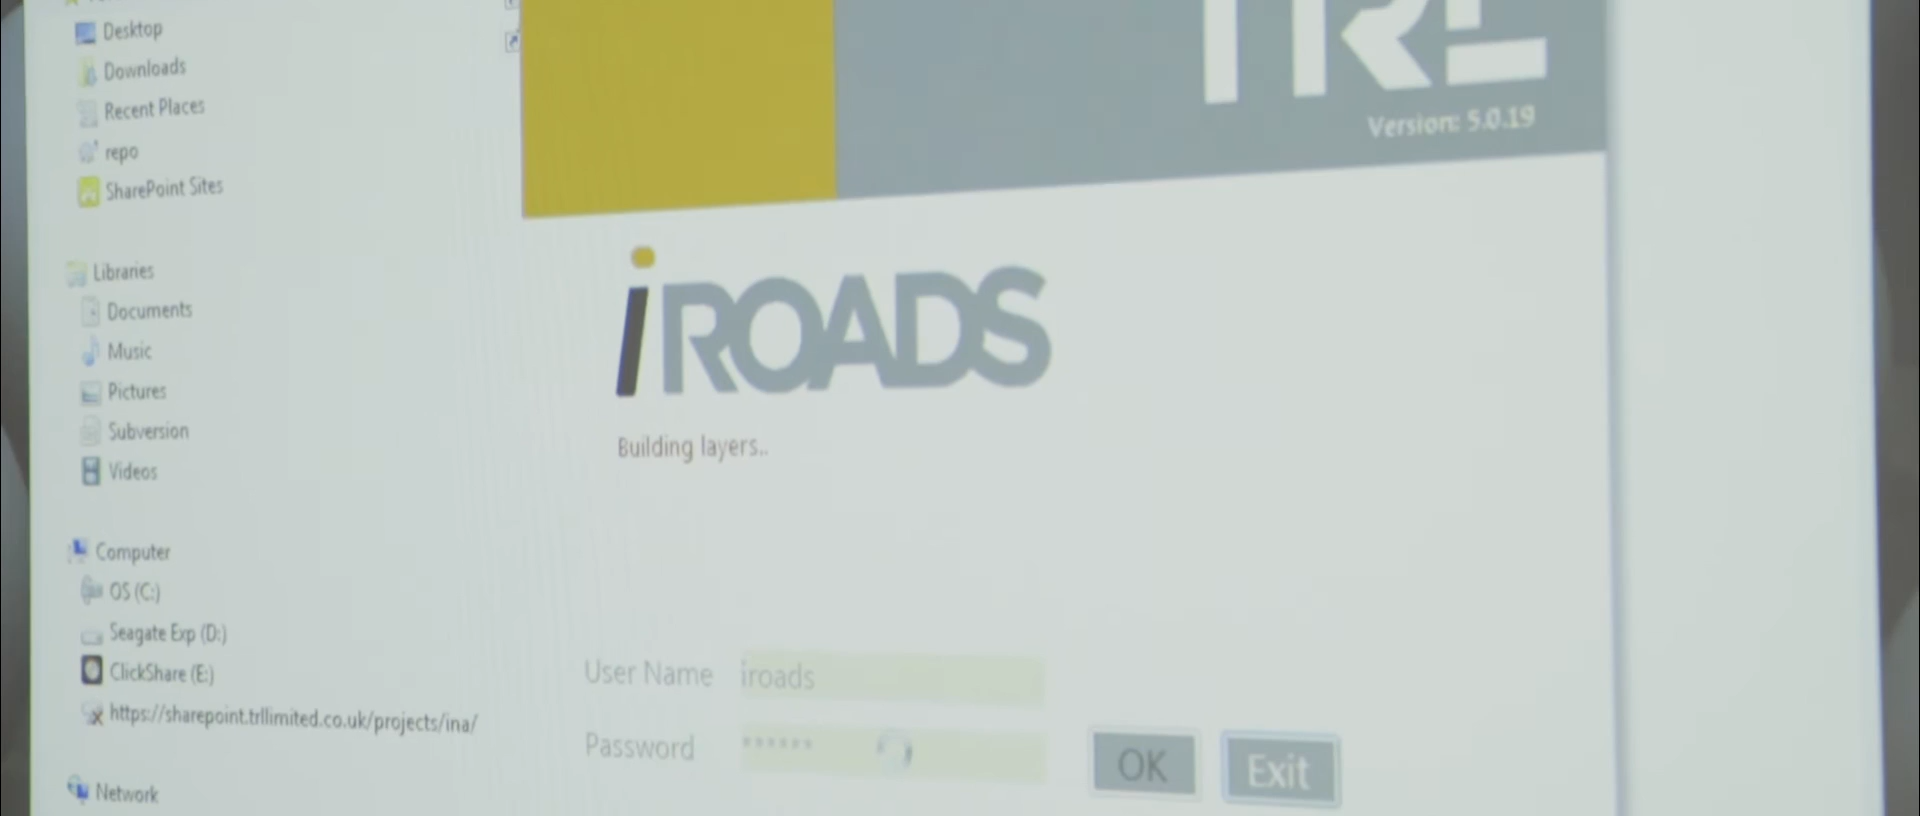 Desktop
Downloads
Recent Places
repo
SharePoint Sites
Libraries
Documents
Music
Pictures
Subversion
Videos
Computer
OS (C:)
Seagate Exp (D:)
ClickShare (E:)
https://sharepoint.trllimited.co.uk/projects/ina/
Network
TRL
Version: 5.0.19
iROADS
Building layers..
User Name iroads
Password ******
OK Exit